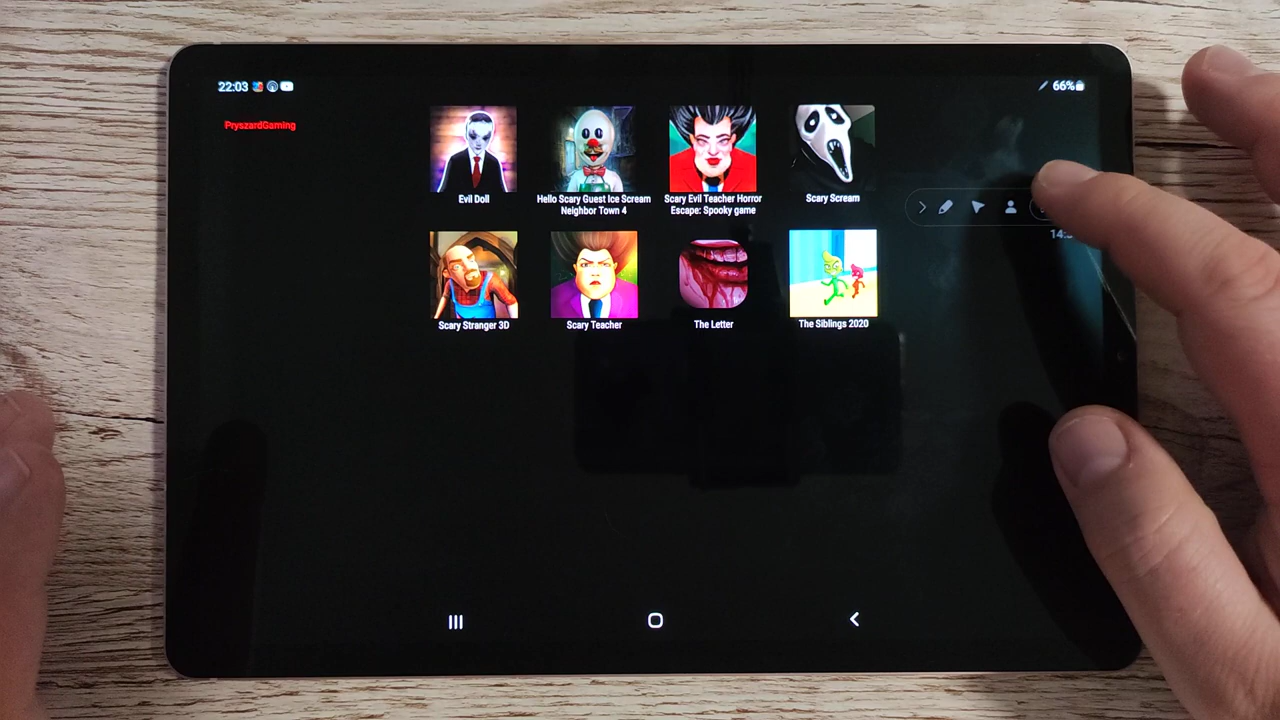 22:03
66%
PryszardGaming
Evil Doll
Hello Scary Guest Ice Scream
Neighbor Town 4
Scary Evil Teacher Horror
Escape: Spooky game
Scary Scream
Scary Stranger 3D
Scary Teacher
The Letter
The Siblings 2020